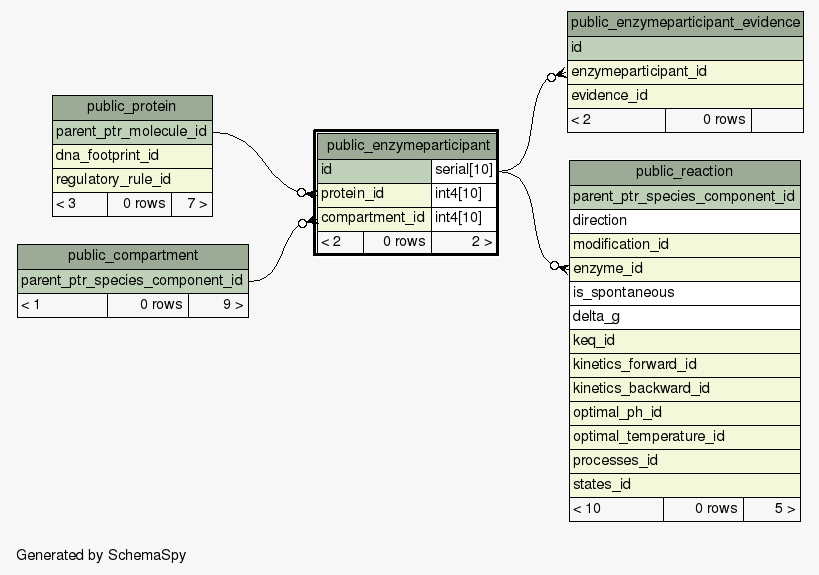 public_protein
parent_ptr_molecule_id
dna_footprint_id
regulatory_rule_id
< 3 0 rows 7 >
public_compartment
parent_ptr_species_component_id
< 1 0 rows 9 >
public_enzymeparticipant
id serial[10]
protein_id int4[10]
compartment_id int4[10]
< 2 0 rows 2 >
public_enzymeparticipant_evidence
id
enzymeparticipant_id
evidence_id
< 2 0 rows
public_reaction
parent_ptr_species_component_id
direction
modification_id
enzyme_id
is_spontaneous
delta_g
keq_id
kinetics_forward_id
kinetics_backward_id
optimal_ph_id
optimal_temperature_id
processes_id
states_id
< 10 0 rows 5 >
Generated by SchemaSpy